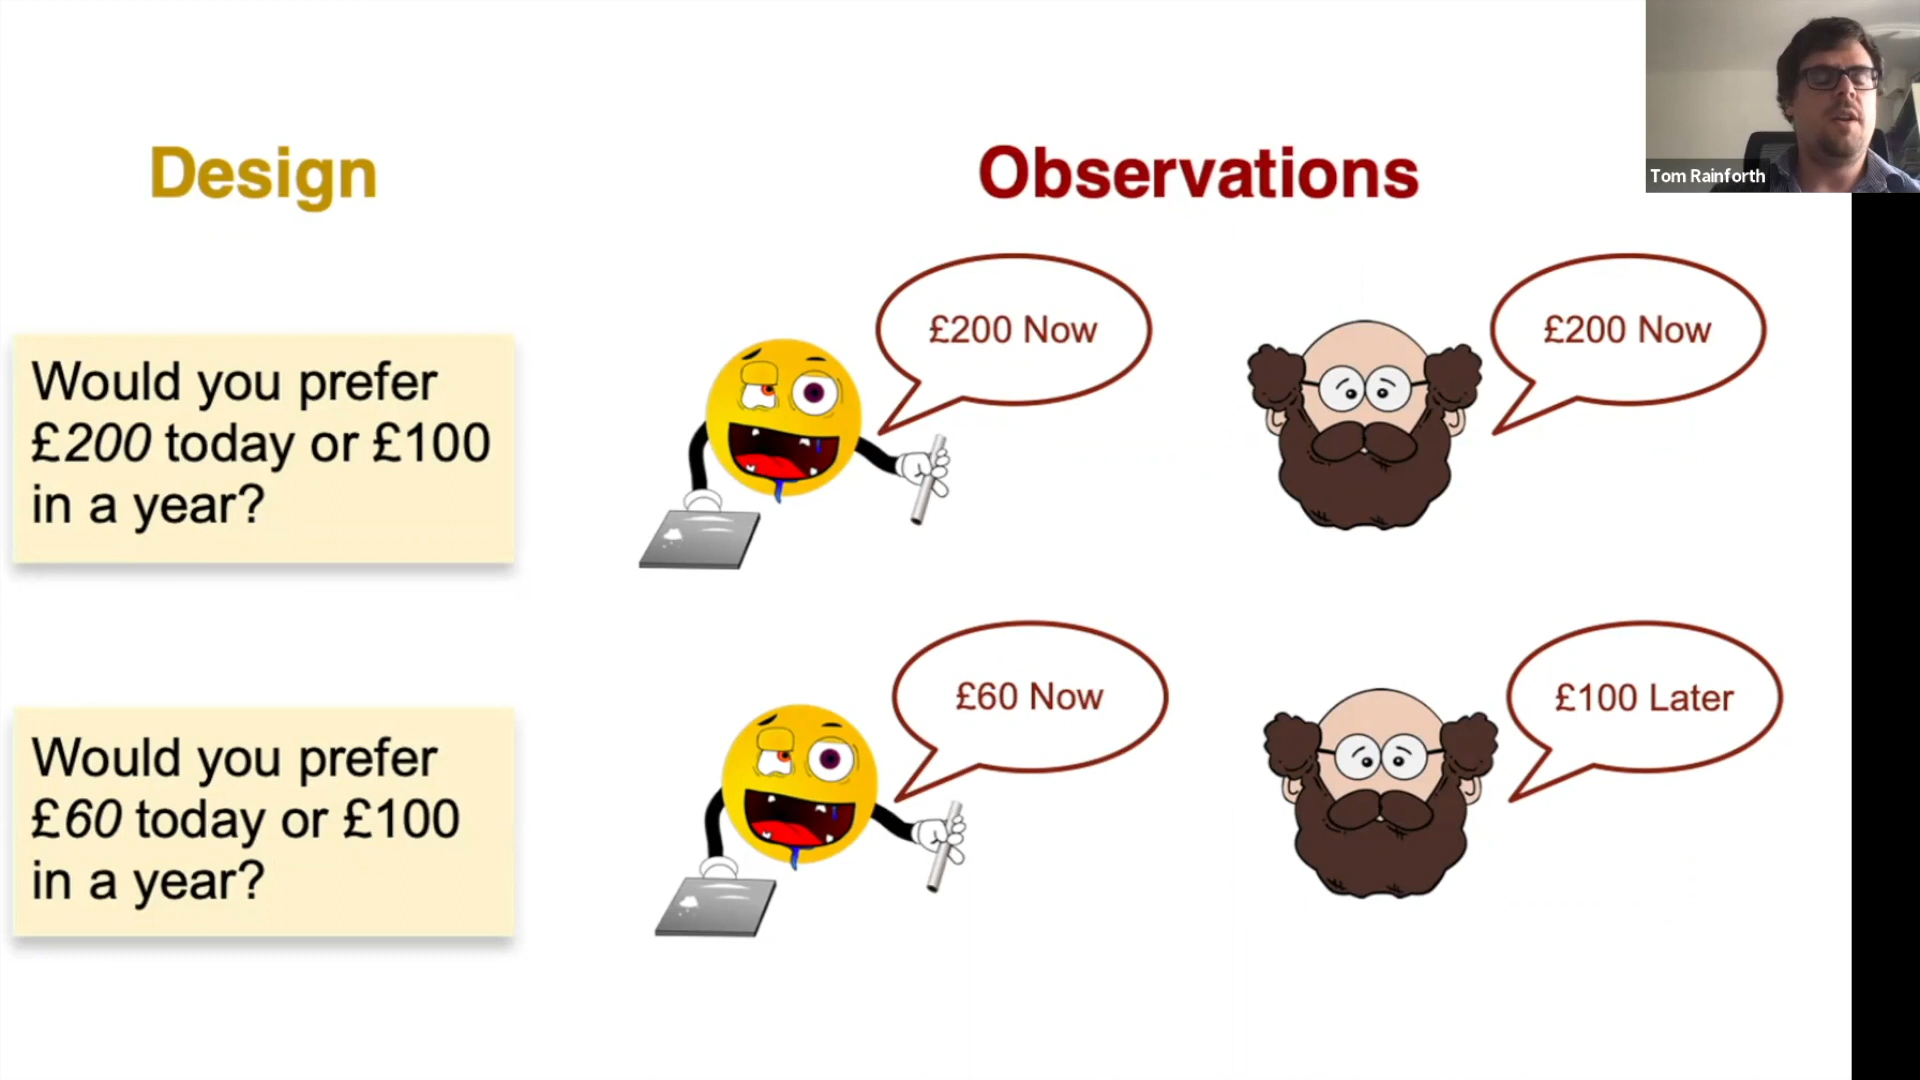 Design
Observations
Tom Rainforth
Would you prefer
£200 today or £100
in a year?
£200 Now
£200 Now
Would you prefer
£60 today or £100
in a year?
£60 Now
£100 Later